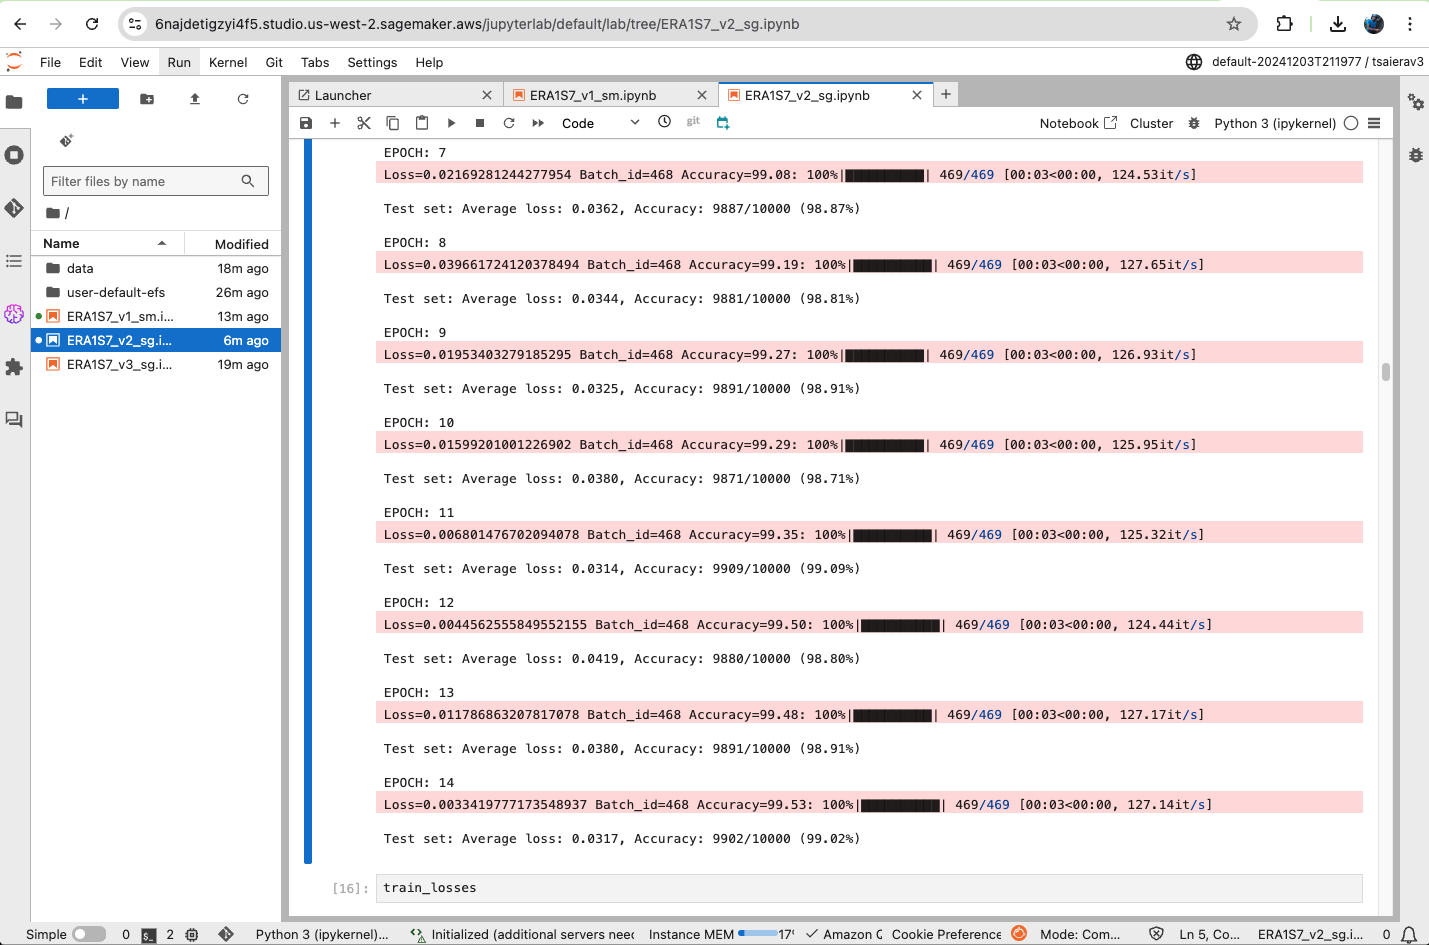 6najdetigzyi4f5.studio.us-west-2.sagemaker.aws/jupyterlab/default/lab/tree/ERA1S7_v2_sg.ipynb
File Edit View Run Kernel Git Tabs Settings Help
default-20241203T211977 / tsaierav3
Launcher
ERA1S7_v1_sm.ipynb
ERA1S7_v2_sg.ipynb
Code
git
Notebook
Cluster
Python 3 (ipykernel)
Filter files by name
/
Name Modified
data 18m ago
user-default-efs 26m ago
ERA1S7_v1_sm.i... 13m ago
ERA1S7_v2_sg.i... 6m ago
ERA1S7_v3_sg.i... 19m ago
EPOCH: 7
Loss=0.02169281244277954 Batch_id=468 Accuracy=99.08: 100%|██████████| 469/469 [00:03<00:00, 124.53it/s]
Test set: Average loss: 0.0362, Accuracy: 9887/10000 (98.87%)
EPOCH: 8
Loss=0.039661724120378494 Batch_id=468 Accuracy=99.19: 100%|██████████| 469/469 [00:03<00:00, 127.65it/s]
Test set: Average loss: 0.0344, Accuracy: 9881/10000 (98.81%)
EPOCH: 9
Loss=0.01953403279185295 Batch_id=468 Accuracy=99.27: 100%|██████████| 469/469 [00:03<00:00, 126.93it/s]
Test set: Average loss: 0.0325, Accuracy: 9891/10000 (98.91%)
EPOCH: 10
Loss=0.01599201001226902 Batch_id=468 Accuracy=99.29: 100%|██████████| 469/469 [00:03<00:00, 125.95it/s]
Test set: Average loss: 0.0380, Accuracy: 9871/10000 (98.71%)
EPOCH: 11
Loss=0.006801476702094078 Batch_id=468 Accuracy=99.35: 100%|██████████| 469/469 [00:03<00:00, 125.32it/s]
Test set: Average loss: 0.0314, Accuracy: 9909/10000 (99.09%)
EPOCH: 12
Loss=0.0044562555849552155 Batch_id=468 Accuracy=99.50: 100%|██████████| 469/469 [00:03<00:00, 124.44it/s]
Test set: Average loss: 0.0419, Accuracy: 9880/10000 (98.80%)
EPOCH: 13
Loss=0.011786863207817078 Batch_id=468 Accuracy=99.48: 100%|██████████| 469/469 [00:03<00:00, 127.17it/s]
Test set: Average loss: 0.0380, Accuracy: 9891/10000 (98.91%)
EPOCH: 14
Loss=0.0033419777173548937 Batch_id=468 Accuracy=99.53: 100%|██████████| 469/469 [00:03<00:00, 127.14it/s]
Test set: Average loss: 0.0317, Accuracy: 9902/10000 (99.02%)
[16]: train_losses
Simple 0 2 Python 3 (ipykernel)... Initialized (additional servers neec Instance MEM 17 Amazon Q Cookie Preference Mode: Com... Ln 5, Co... ERA1S7_v2_sg.i... 0